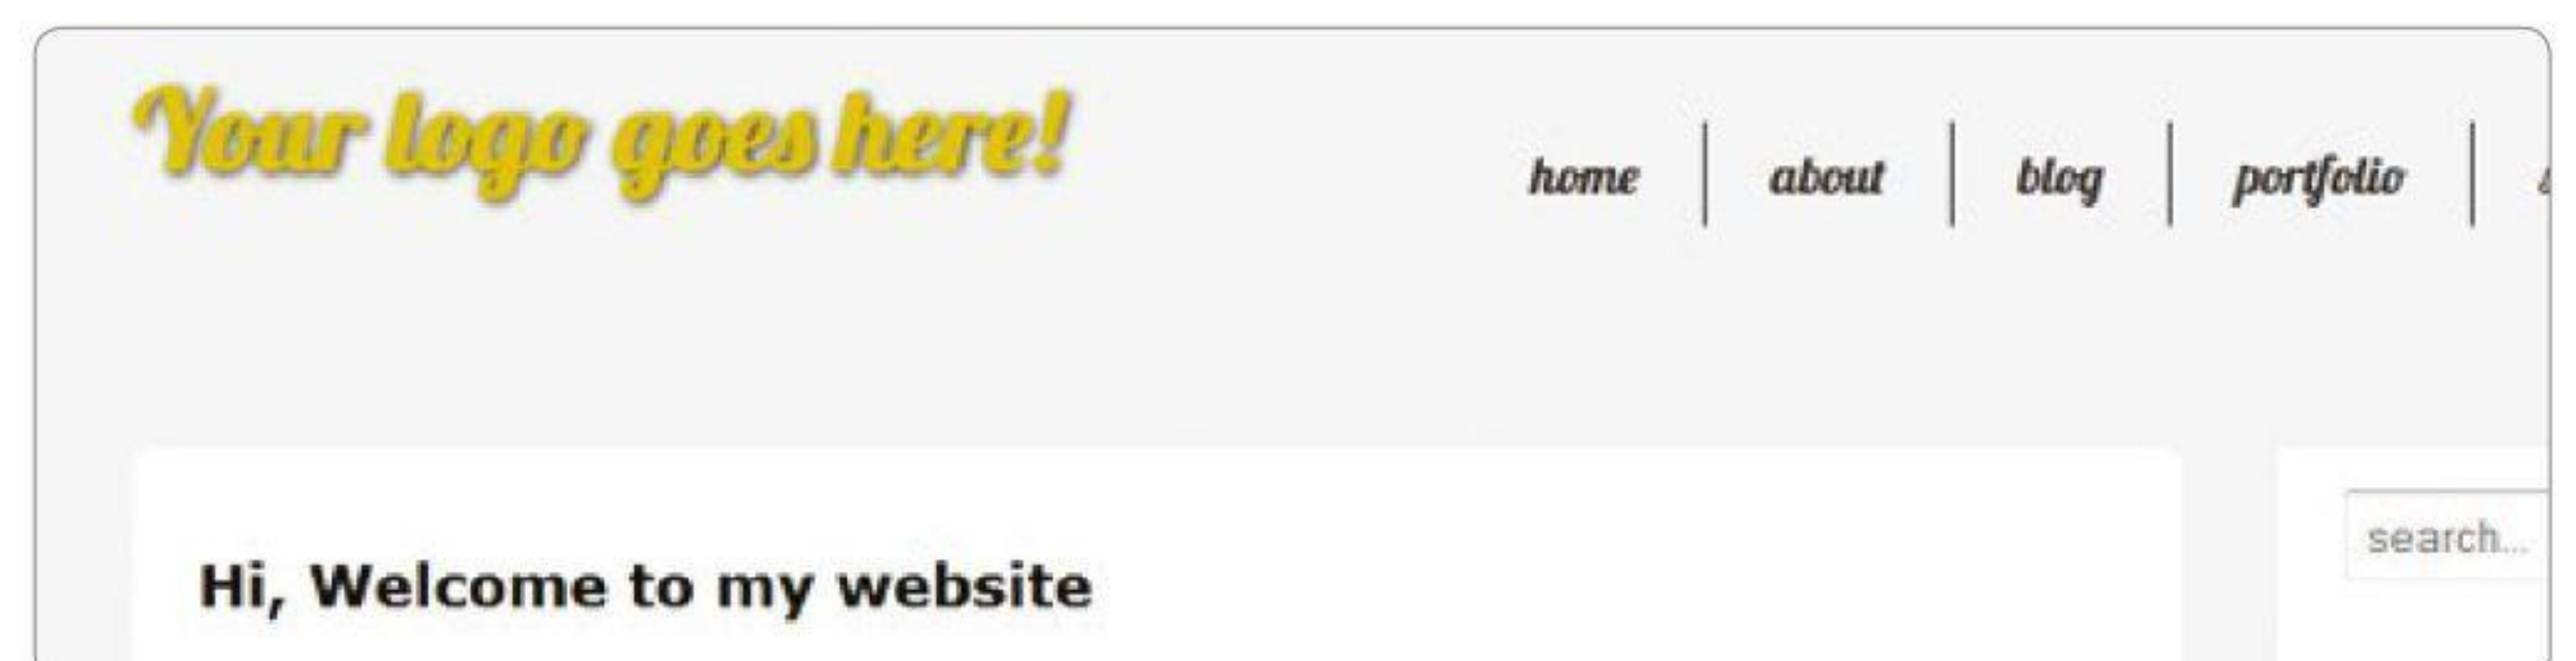 Your logo goes here!
home about blog portfolio
search...
Hi, Welcome to my website